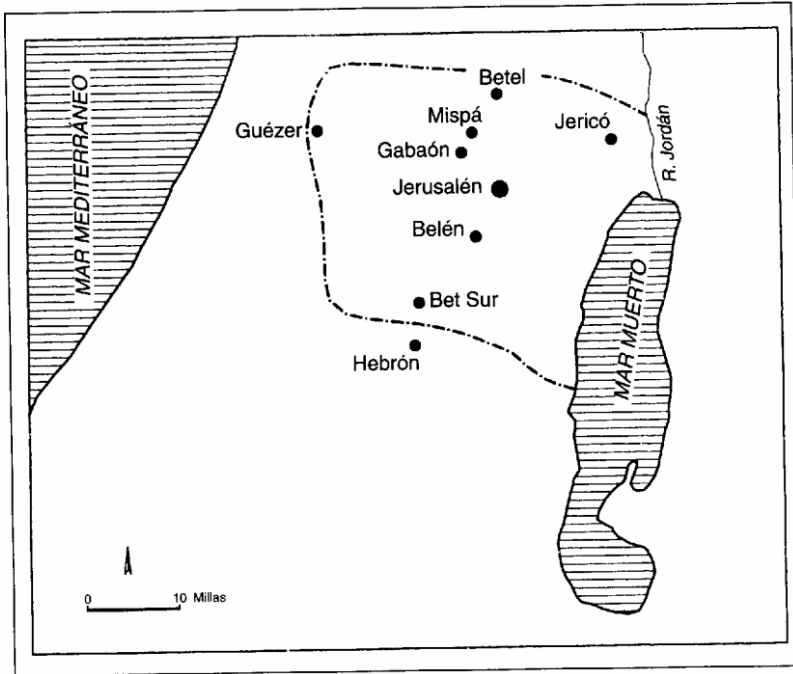 MAR MEDITERRÁNEO
Betel
Mispá
Guézer
Jericó
Gabaón
R. Jordán
Jerusalén
Belén
Bet Sur
MAR MUERTO
Hebrón
0 10 Millas